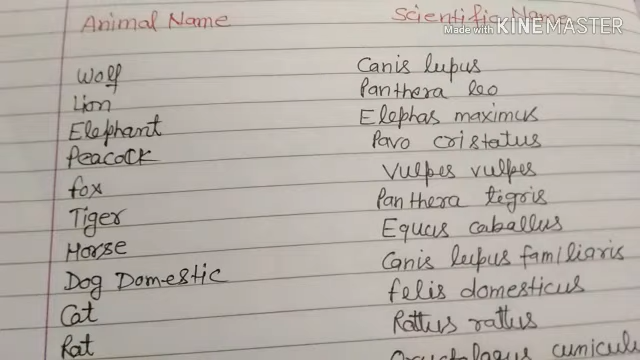 Animal Name Scientific Name
Made with KINEMASTER
Wolf Canis lupus
Lion Panthera leo
Elephant Elephas maximus
Peacock Pavo cristatus
fox Vulpes vulpes
Tiger Panthera tigris
Horse Equus caballus
Dog Domestic Canis lupus familiaris
Cat felis domesticus
Rat Rattus rattus